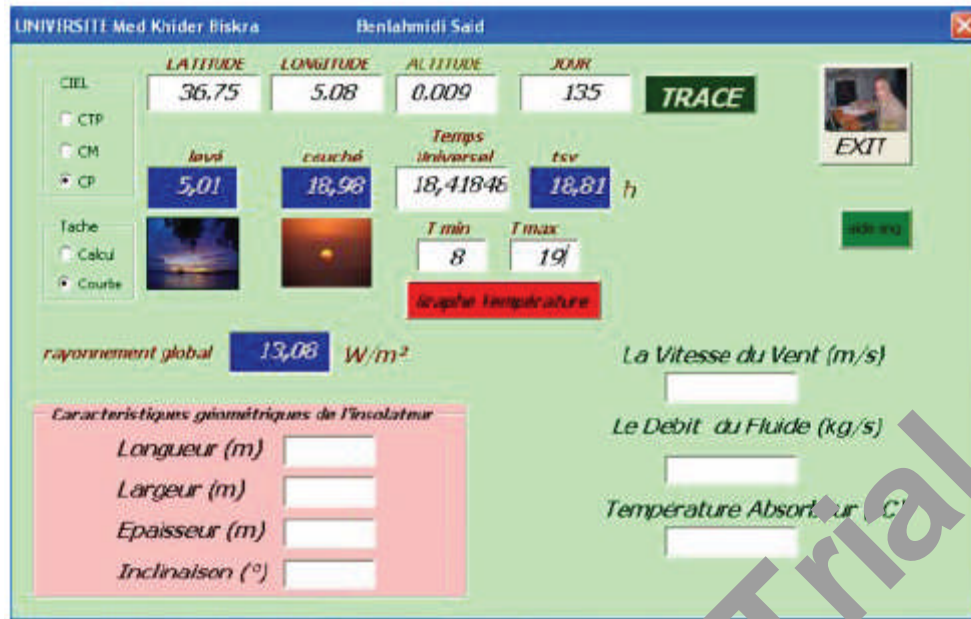 UNIVERSITE Med Khider Biskra Benlahmidi Said
LATITUDE LONGITUDE ALTITUDE JOUR
CIEL
36,75 5,08 0,009 135 TRACE
CTP
CM
CP
EXIT
levé couché Temps Universel tsv
5,01 18,98 18,41846 18,81 h
Tache
Calcul
Courbe
T min T max
8 19
Graphe Température
rayonnement global 13,08 W/m²
La Vitesse du Vent (m/s)
Caracteristiques géométriques de l'insolateur
Le Debit du Fluide (kg/s)
Longueur (m)
Largeur (m)
Température
Epaisseur (m)
Inclinaison (°)
Trial